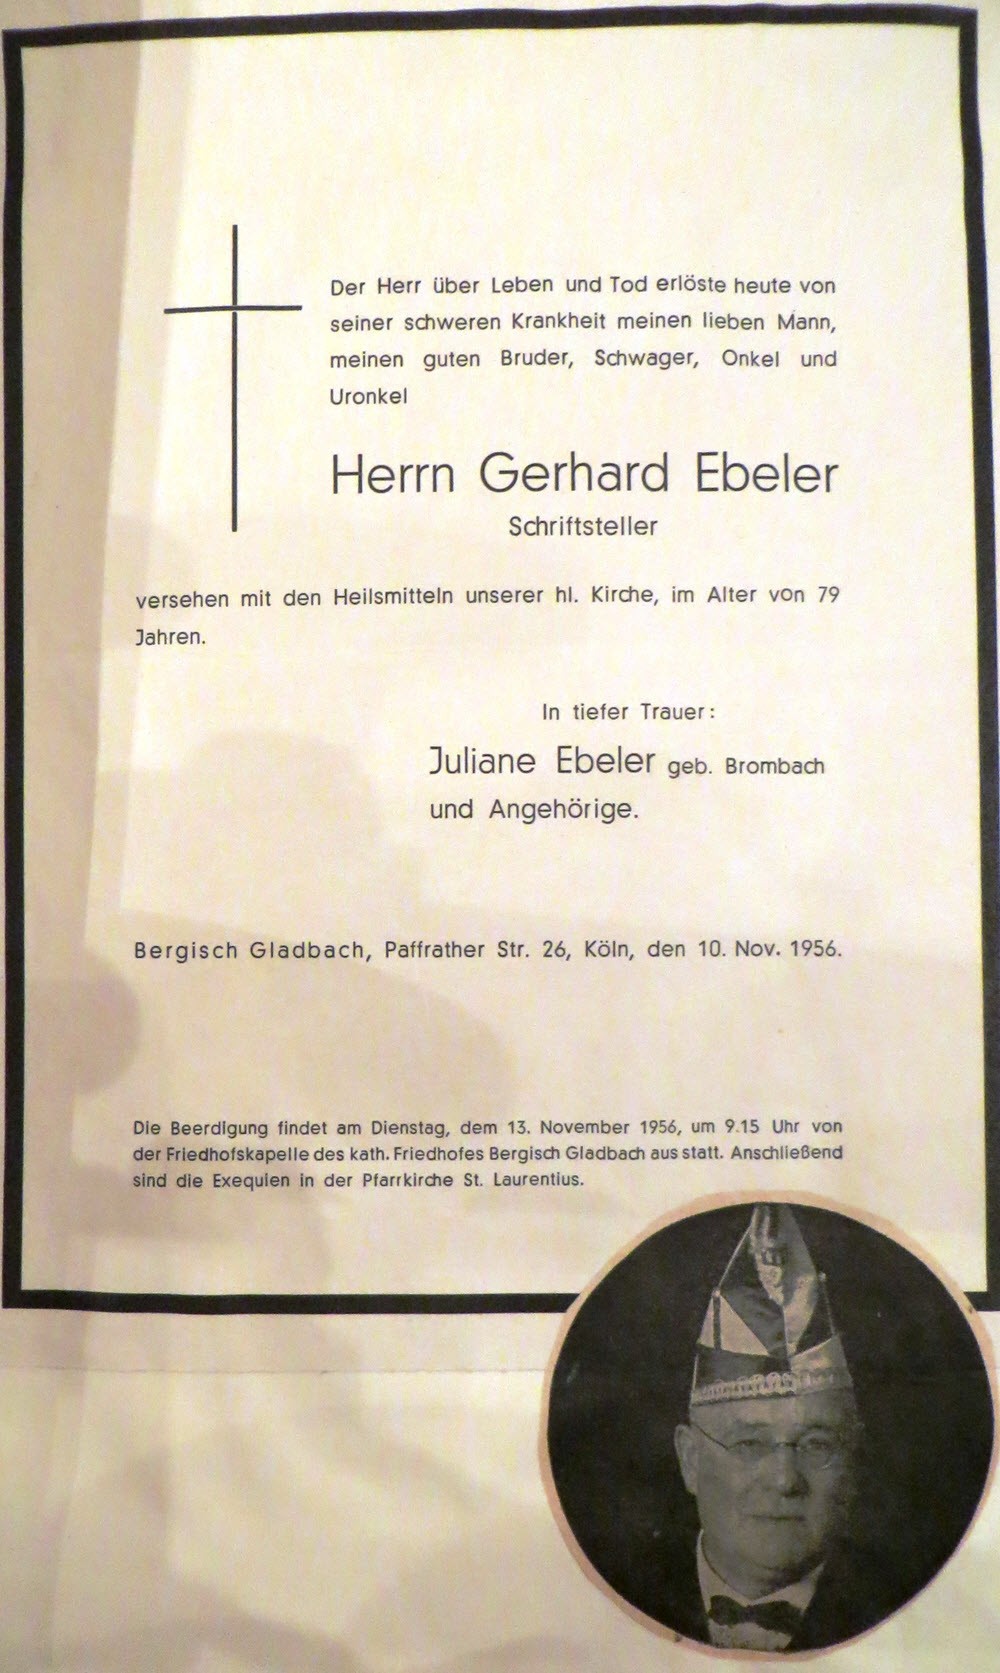 Der Herr über Leben und Tod erlöste heute von
seiner schweren Krankheit meinen lieben Mann,
meinen guten Bruder, Schwager, Onkel und
Uronkel
Herrn Gerhard Ebeler
Schriftsteller
versehen mit den Heilsmitteln unserer hl. Kirche, im Alter von 79
Jahren.
In tiefer Trauer:
Juliane Ebeler geb. Brombach
und Angehörige.
Bergisch Gladbach, Paffrather Str. 26, Köln, den 10. Nov. 1956.
Die Beerdigung findet am Dienstag, dem 13. November 1956, um 9.15 Uhr von
der Friedhofskapelle des kath. Friedhofes Bergisch Gladbach aus statt. Anschließend
sind die Exequien in der Pfarrkirche St. Laurentius.